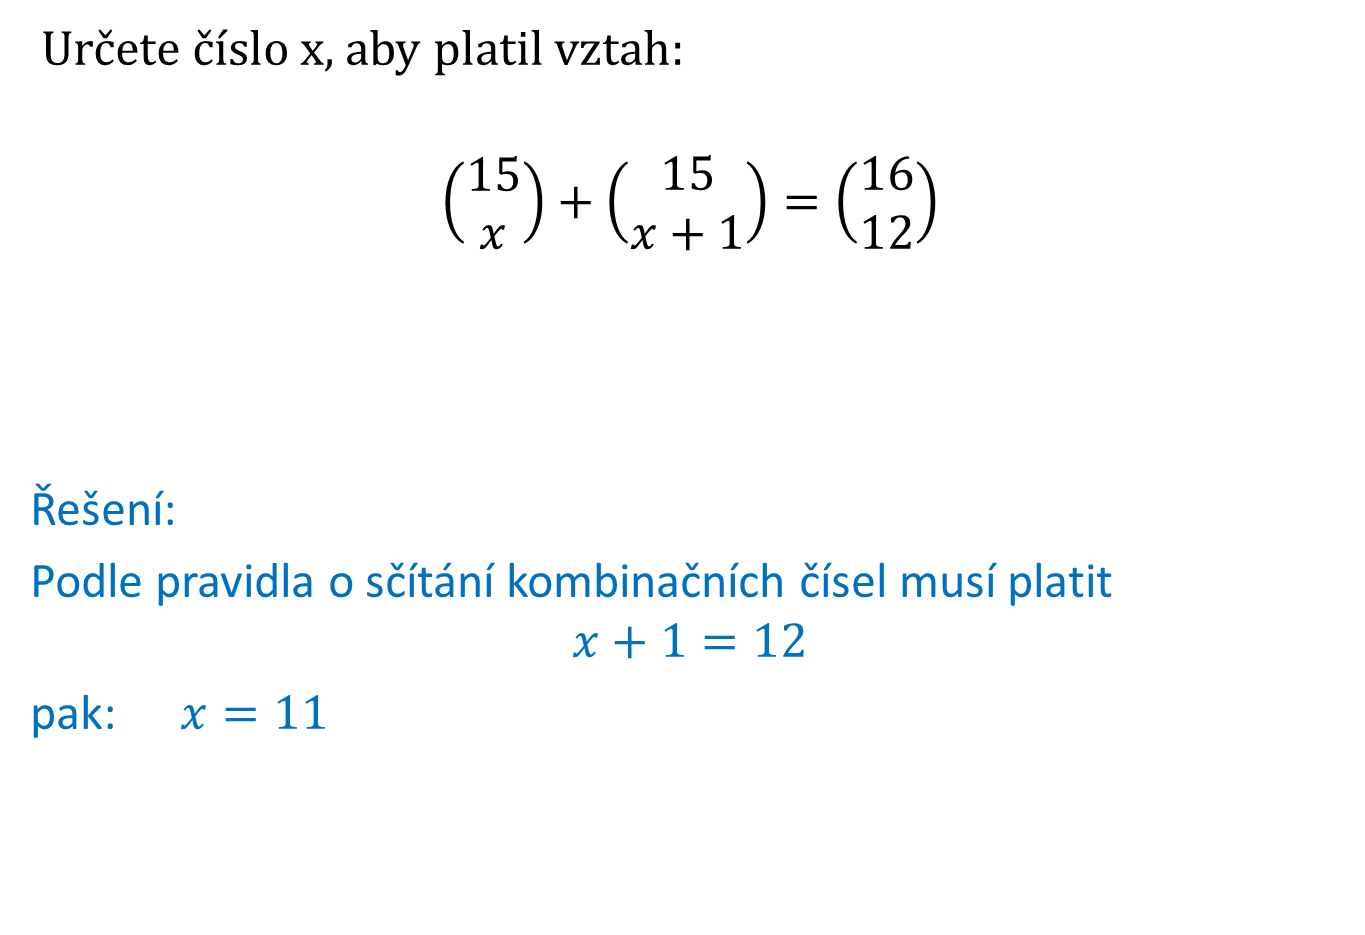 Určete číslo x, aby platil vztah:
(15 x) + (15 x + 1) = (16 12)
Řešení:
Podle pravidla o sčítání kombinačních čísel musí platit
x + 1 = 12
pak: x = 11